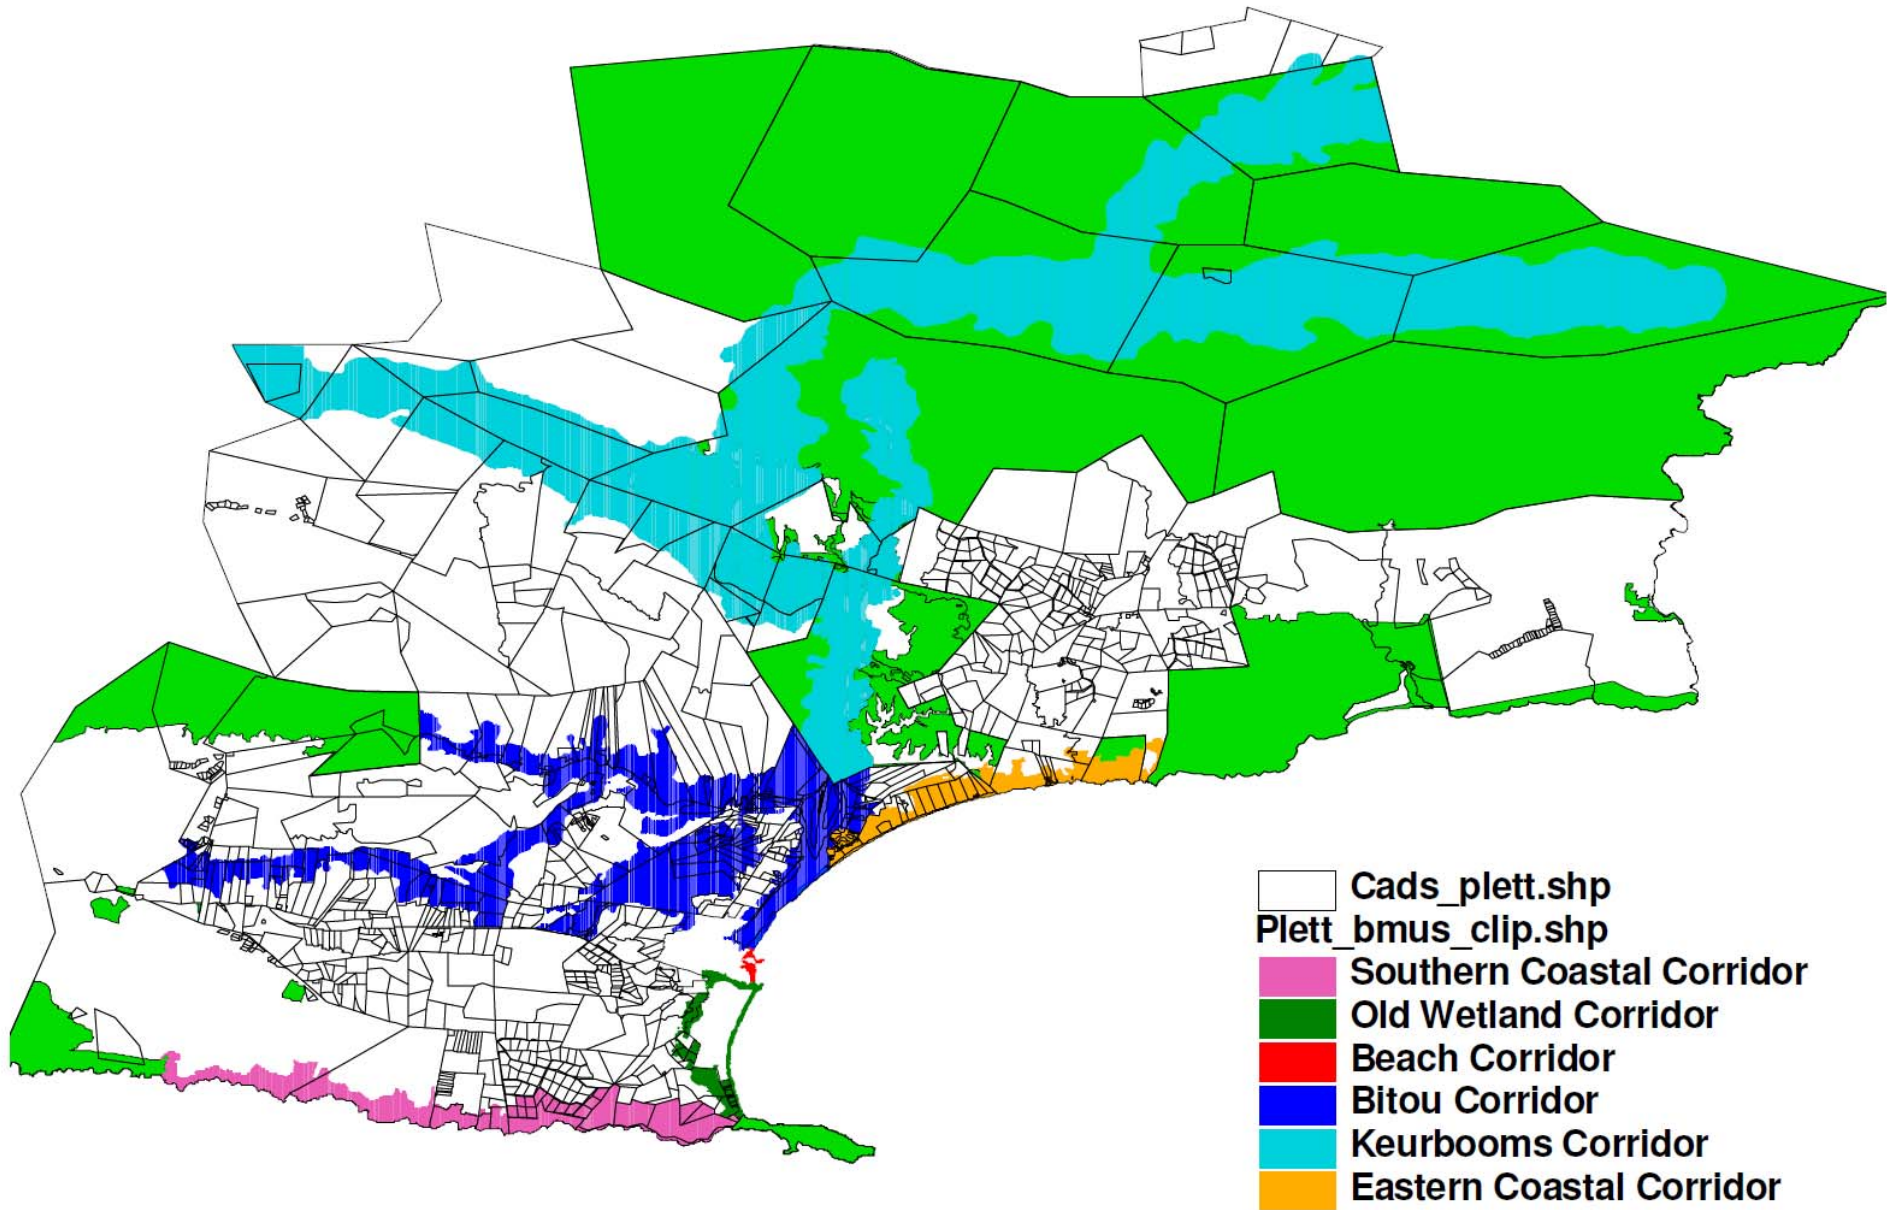 Cads_plett.shp
Plett_bmus_clip.shp
Southern Coastal Corridor
Old Wetland Corridor
Beach Corridor
Bitou Corridor
Keurbooms Corridor
Eastern Coastal Corridor